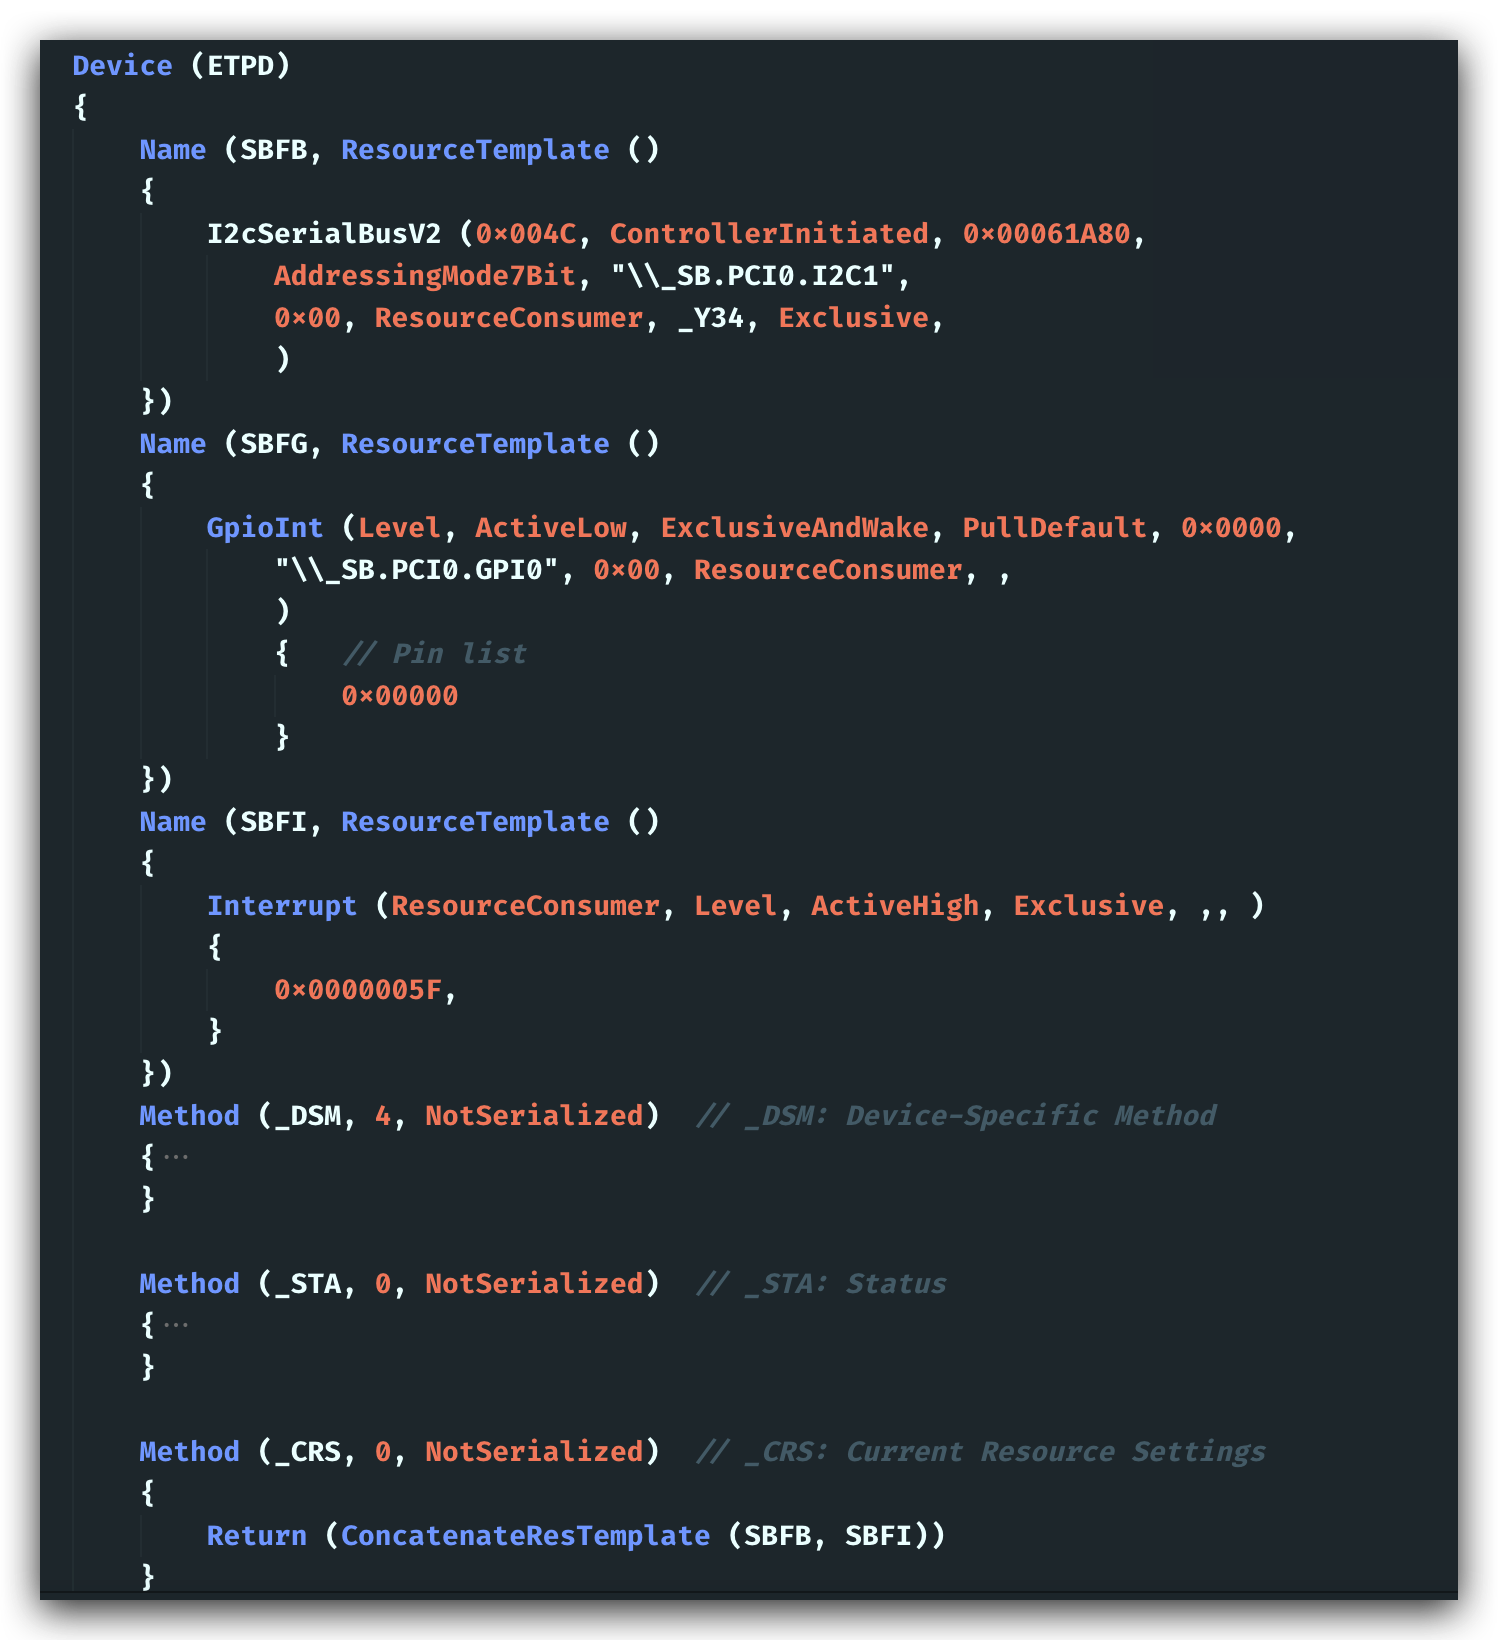 Device (ETPD)
{
    Name (SBFB, ResourceTemplate ()
    {
        I2cSerialBusV2 (0x004C, ControllerInitiated, 0x00061A80,
            AddressingMode7Bit, "\\_SB.PCI0.I2C1",
            0x00, ResourceConsumer, _Y34, Exclusive,
            )
    })
    Name (SBFG, ResourceTemplate ()
    {
        GpioInt (Level, ActiveLow, ExclusiveAndWake, PullDefault, 0x0000,
            "\\_SB.PCI0.GPI0", 0x00, ResourceConsumer, ,
            )
            {   // Pin list
                0x00000
            }
    })
    Name (SBFI, ResourceTemplate ()
    {
        Interrupt (ResourceConsumer, Level, ActiveHigh, Exclusive, ,, )
        {
            0x0000005F,
        }
    })
    Method (_DSM, 4, NotSerialized)  // _DSM: Device-Specific Method
    {···
    }

    Method (_STA, 0, NotSerialized)  // _STA: Status
    {···
    }

    Method (_CRS, 0, NotSerialized)  // _CRS: Current Resource Settings
    {
        Return (ConcatenateResTemplate (SBFB, SBFI))
    }